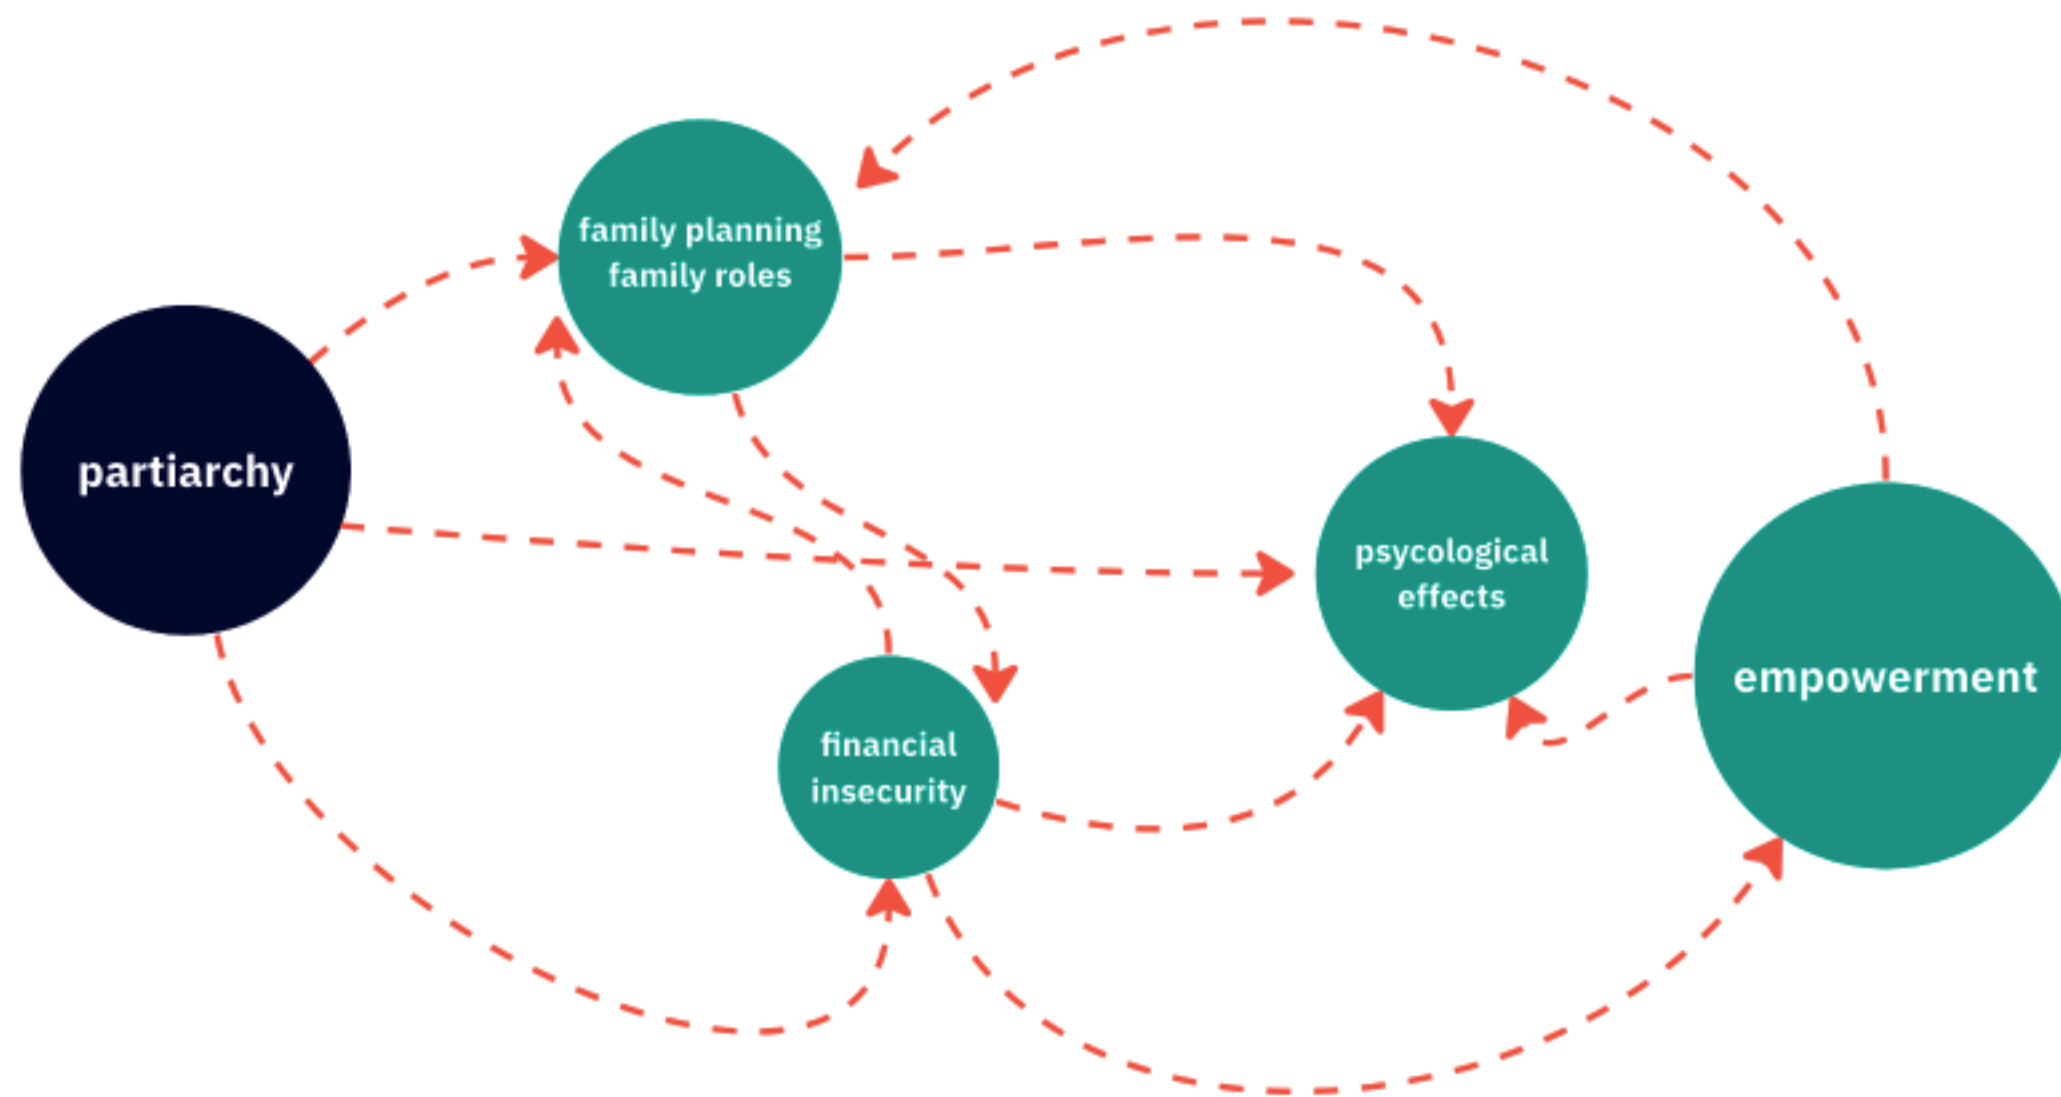 family planning
family roles
partiarchy
psycological
effects
empowerment
financial
insecurity